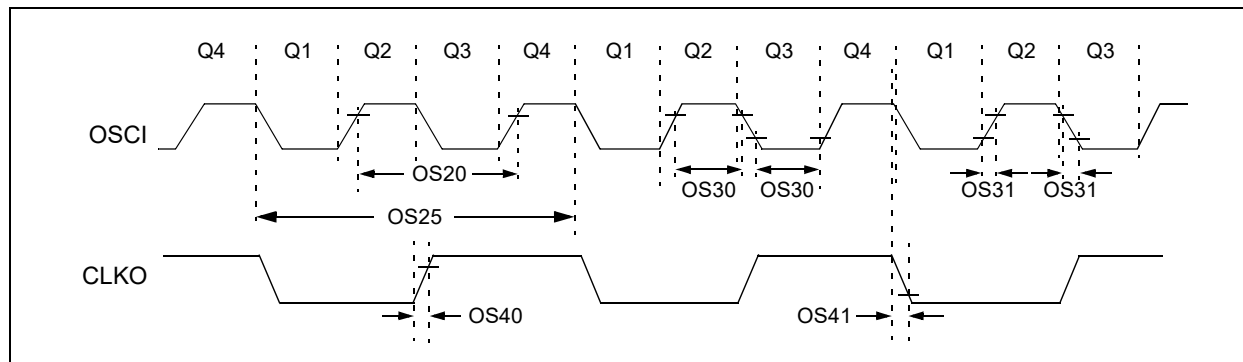 Q4 Q1 Q2 Q3 Q4 Q1 Q2 Q3 Q4 Q1 Q2 Q3
OSCI
OS20
OS30 OS30 OS31 OS31
OS25
CLKO
OS40 OS41